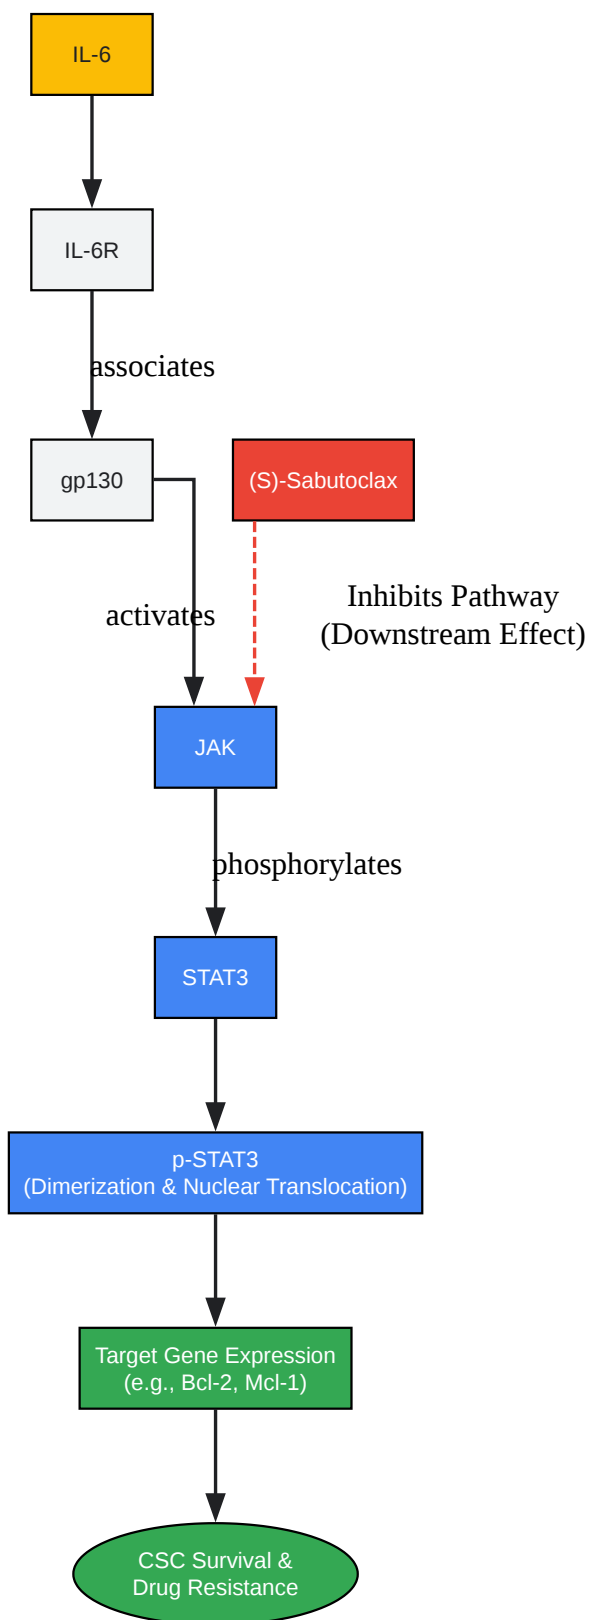 IL-6
IL-6R
associates
gp130
(S)-Sabutoclax
activates
Inhibits Pathway
(Downstream Effect)
JAK
phosphorylates
STAT3
p-STAT3
(Dimerization & Nuclear Translocation)
Target Gene Expression
(e.g., Bcl-2, Mcl-1)
CSC Survival &
Drug Resistance